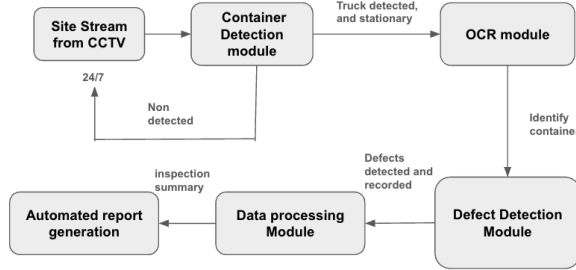 Site Stream
from CCTV
Container
Detection
module
Truck detected,
and stationary
OCR module
24/7
Non
detected
Identify
container
Defects
detected and
recorded
inspection
summary
Automated report
generation
Data processing
Module
Defect Detection
Module